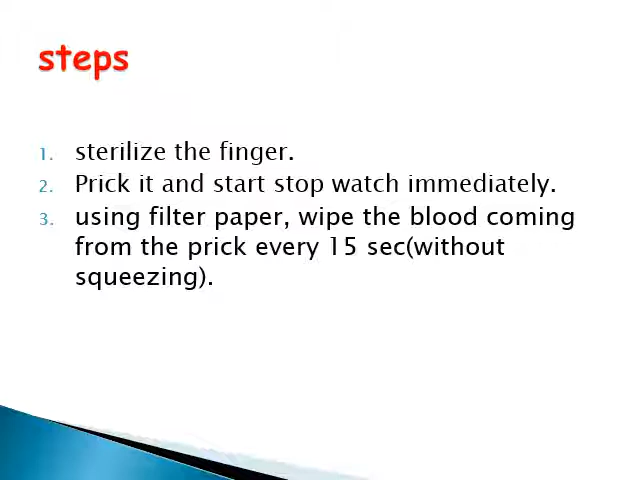 steps
1. sterilize the finger.
2. Prick it and start stop watch immediately.
3. using filter paper, wipe the blood coming
from the prick every 15 sec(without
squeezing).